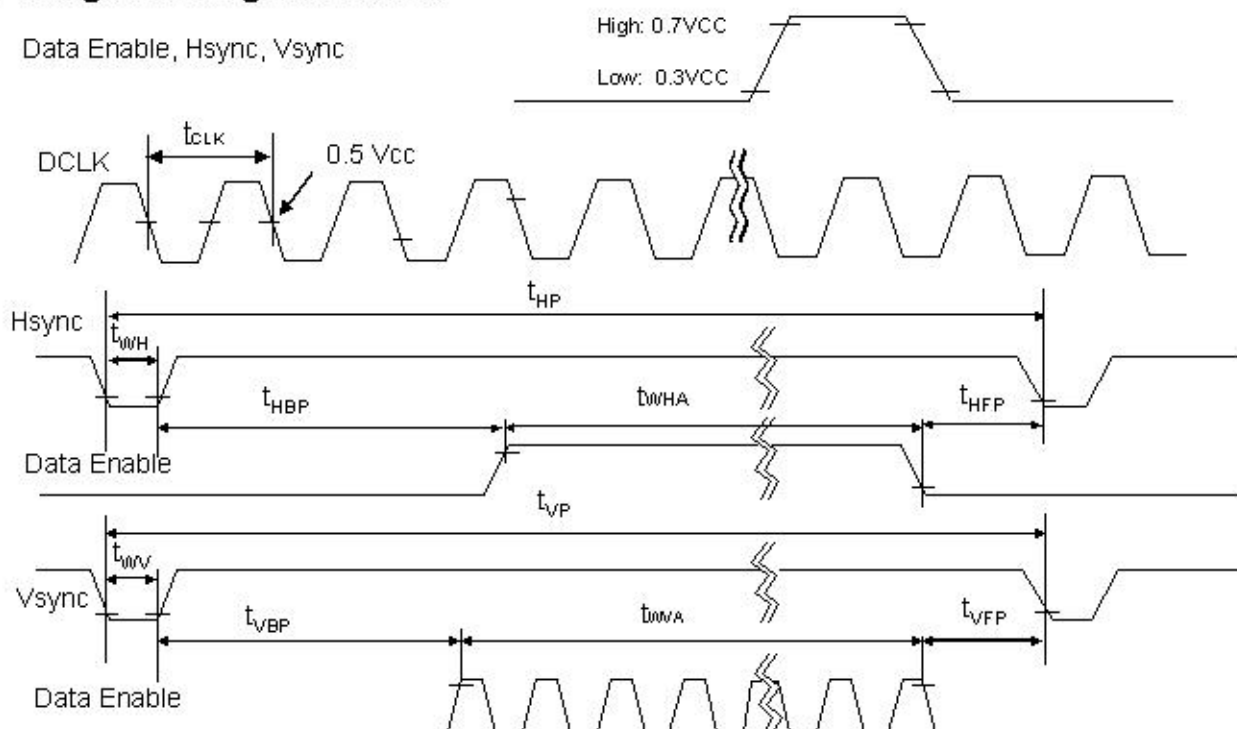 Data Enable, Hsync, Vsync
High: 0.7VCC
Low: 0.3VCC
tCLK
DCLK
0.5 Vcc
tHP
Hsync
tWH
tHBP
tWHA
tHFP
Data Enable
tVP
tWV
Vsync
tVBP
tWVA
tVFP
Data Enable